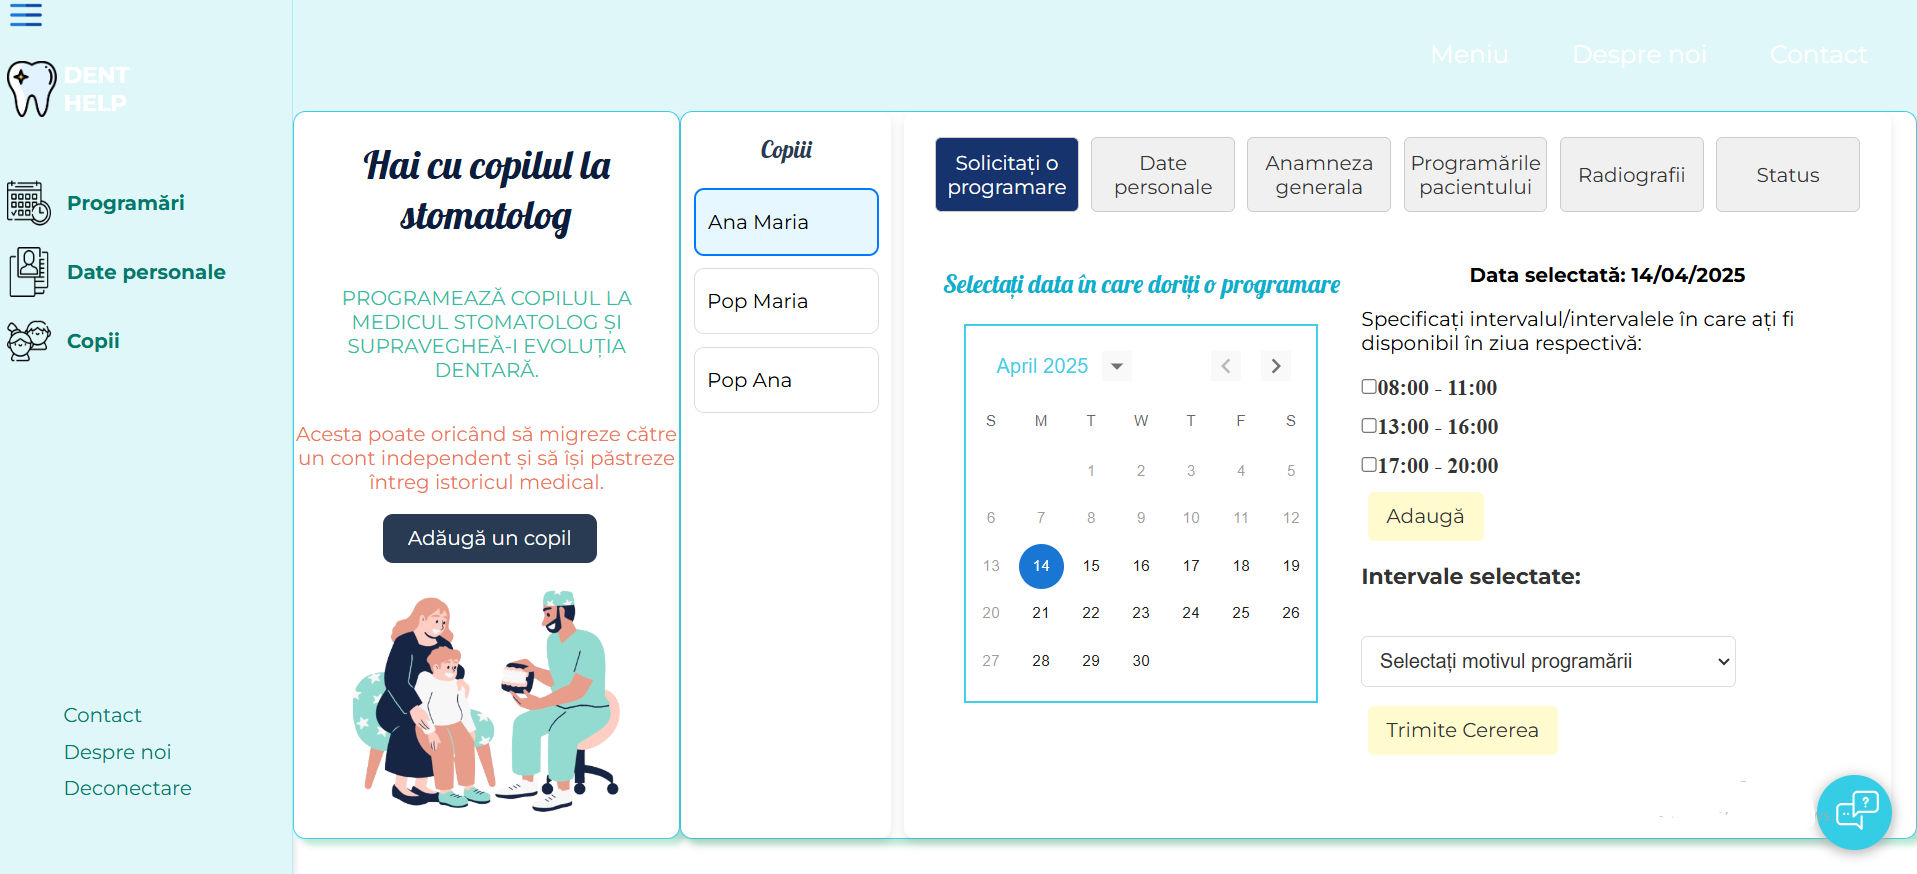 DENT
HELP
Programări
Date personale
Copii
Contact
Despre noi
Deconectare
Meniu
Despre noi
Contact
Hai cu copilul la
stomatolog
PROGRAMEAZĂ COPILUL LA
MEDICUL STOMATOLOG ȘI
SUPRAVEGHEĂ-I EVOLUȚIA
DENTARĂ.
Acesta poate oricând să migreze către
un cont independent și să își păstreze
întreg istoricul medical.
Adăugă un copil
Copiii
Ana Maria
Pop Maria
Pop Ana
Solicitați o
programare
Date
personale
Anamneza
generala
Programările
pacientului
Radiografii
Status
Selectați data în care doriți o programare
April 2025
S M T W T F S
1 2 3 4 5
6 7 8 9 10 11 12
13 14 15 16 17 18 19
20 21 22 23 24 25 26
27 28 29 30
Data selectată: 14/04/2025
Specificați intervalul/intervalele în care ați fi
disponibil în ziua respectivă:
08:00 - 11:00
13:00 - 16:00
17:00 - 20:00
Adaugă
Intervale selectate:
Selectați motivul programării
Trimite Cererea
?